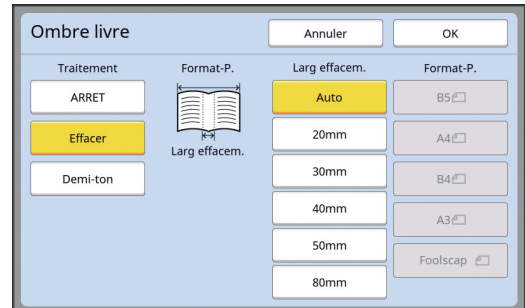 Ombre livre
Annuler
OK
Traitement
Format-P.
Larg effacem.
Format-P.
ARRET
Effacer
Demi-ton
Larg effacem.
Auto
20mm
30mm
40mm
50mm
80mm
B5
A4
B4
A3
Foolscap